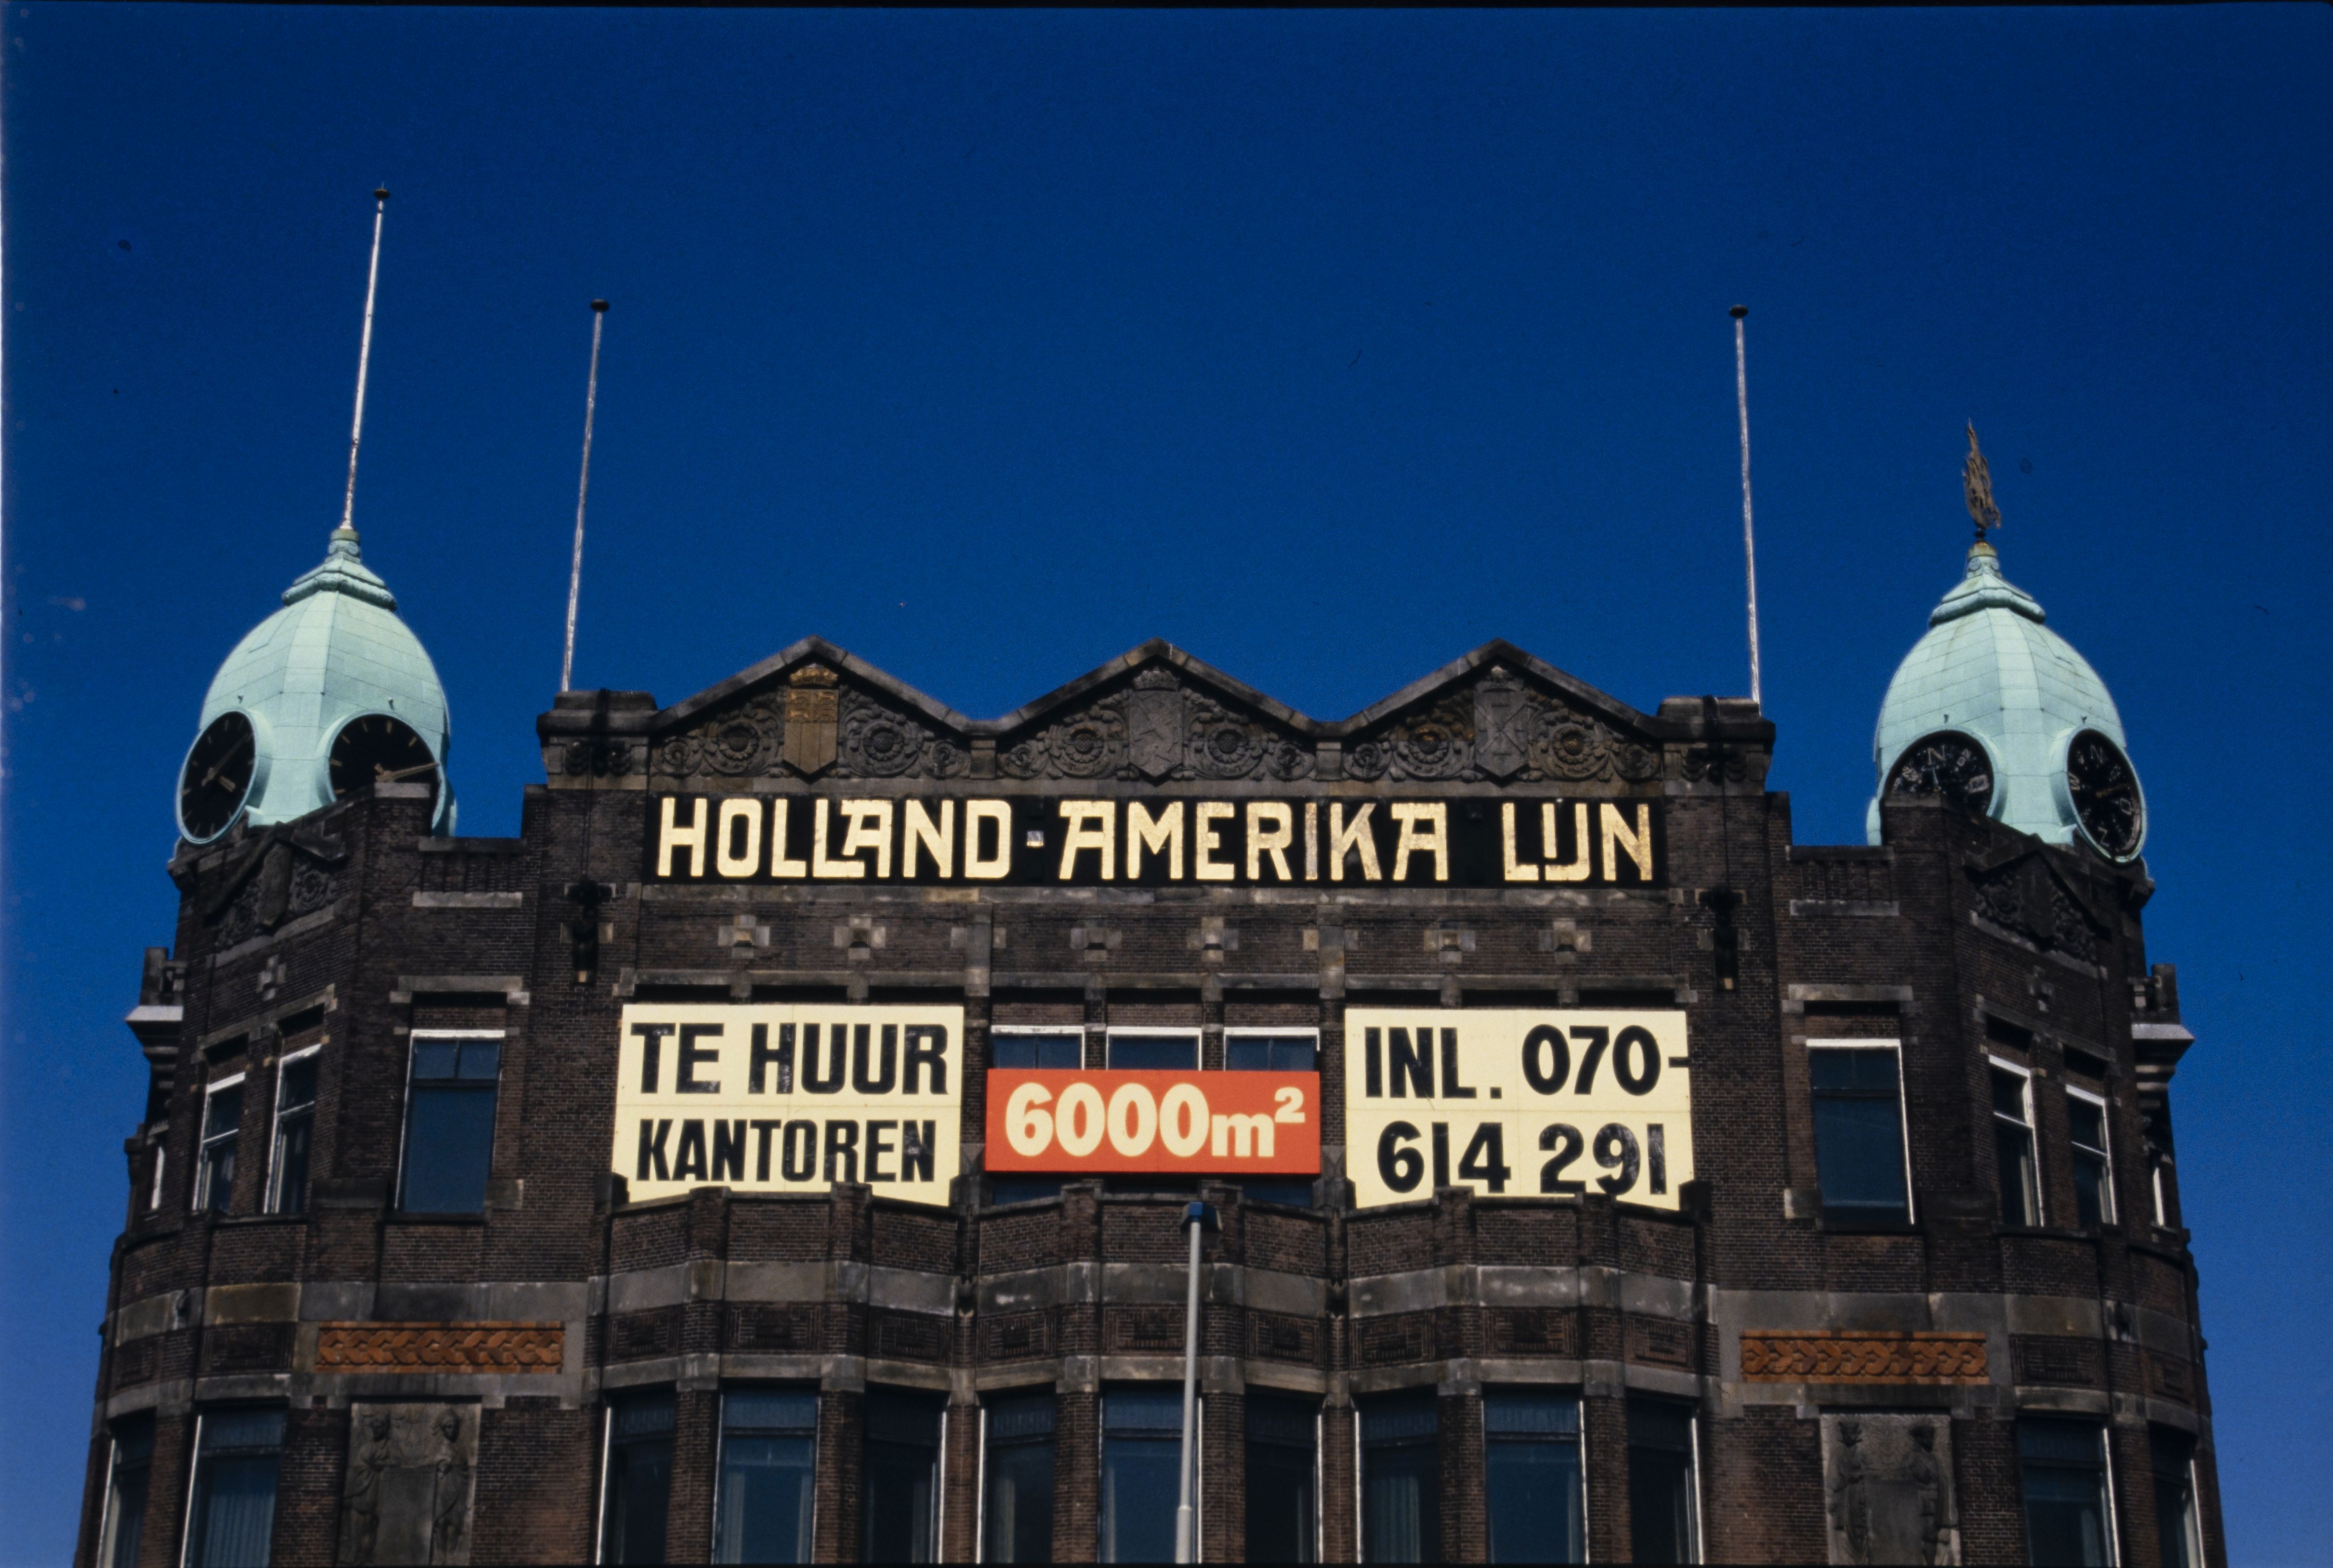 HOLLAND-AMERIKA LIJN
TE HUUR
KANTOREN
6000m²
INL. 070-
614 291